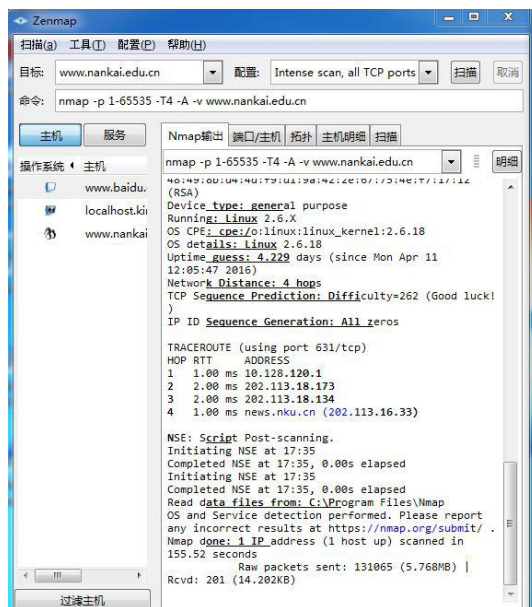 Zenmap
扫描(a) 工具(T) 配置(P) 帮助(H)
目标: www.nankai.edu.cn 配置: Intense scan, all TCP ports 扫描 取消
命令: nmap -p 1-65535 -T4 -A -v www.nankai.edu.cn
主机 服务
Nmap输出 端口/主机 拓扑 主机明细 扫描
操作系统 主机
www.baidu.
localhost.kin
www.nankai
nmap -p 1-65535 -T4 -A -v www.nankai.edu.cn 明细
(RSA)
Device type: general purpose
Running: Linux 2.6.X
OS CPE: cpe:/o:linux:linux_kernel:2.6.18
OS details: Linux 2.6.18
Uptime guess: 4.229 days (since Mon Apr 11
12:05:47 2016)
Network Distance: 4 hops
TCP Sequence Prediction: Difficulty=262 (Good luck!
)
IP ID Sequence Generation: All zeros
TRACEROUTE (using port 631/tcp)
HOP RTT ADDRESS
1 1.00 ms 10.128.120.1
2 2.00 ms 202.113.18.173
3 2.00 ms 202.113.18.134
4 1.00 ms news.nku.cn (202.113.16.33)
NSE: Script Post-scanning.
Initiating NSE at 17:35
Completed NSE at 17:35, 0.00s elapsed
Initiating NSE at 17:35
Completed NSE at 17:35, 0.00s elapsed
Read data files from: C:\Program Files\Nmap
OS and Service detection performed. Please report
any incorrect results at https://nmap.org/submit/ .
Nmap done: 1 IP address (1 host up) scanned in
155.52 seconds
Raw packets sent: 131065 (5.768MB) |
Rcvd: 201 (14.202KB)
过滤主机